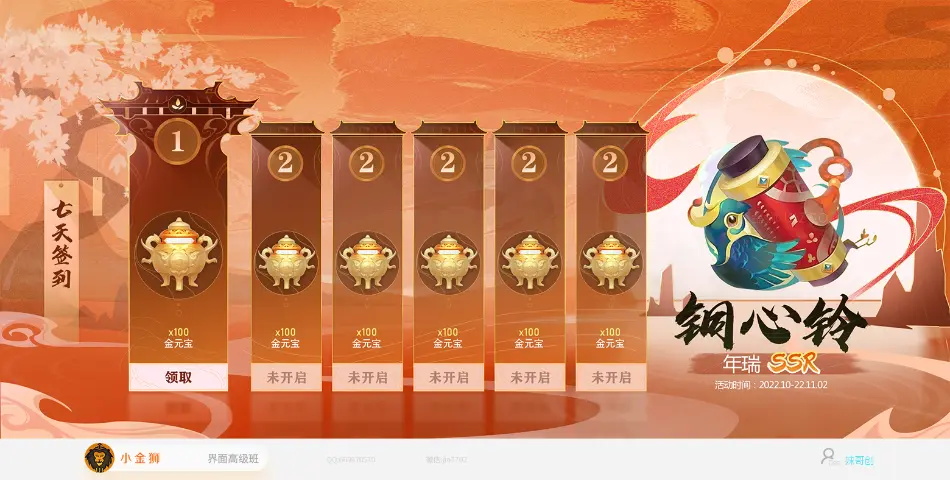 七天签到
1
x100
金元宝
领取
2
x100
金元宝
未开启
2
x100
金元宝
未开启
2
x100
金元宝
未开启
2
x100
金元宝
未开启
2
x100
金元宝
未开启
铜心铃
年瑞 SSR
活动时间：2022.10-22.11.02
小金狮
界面高级班